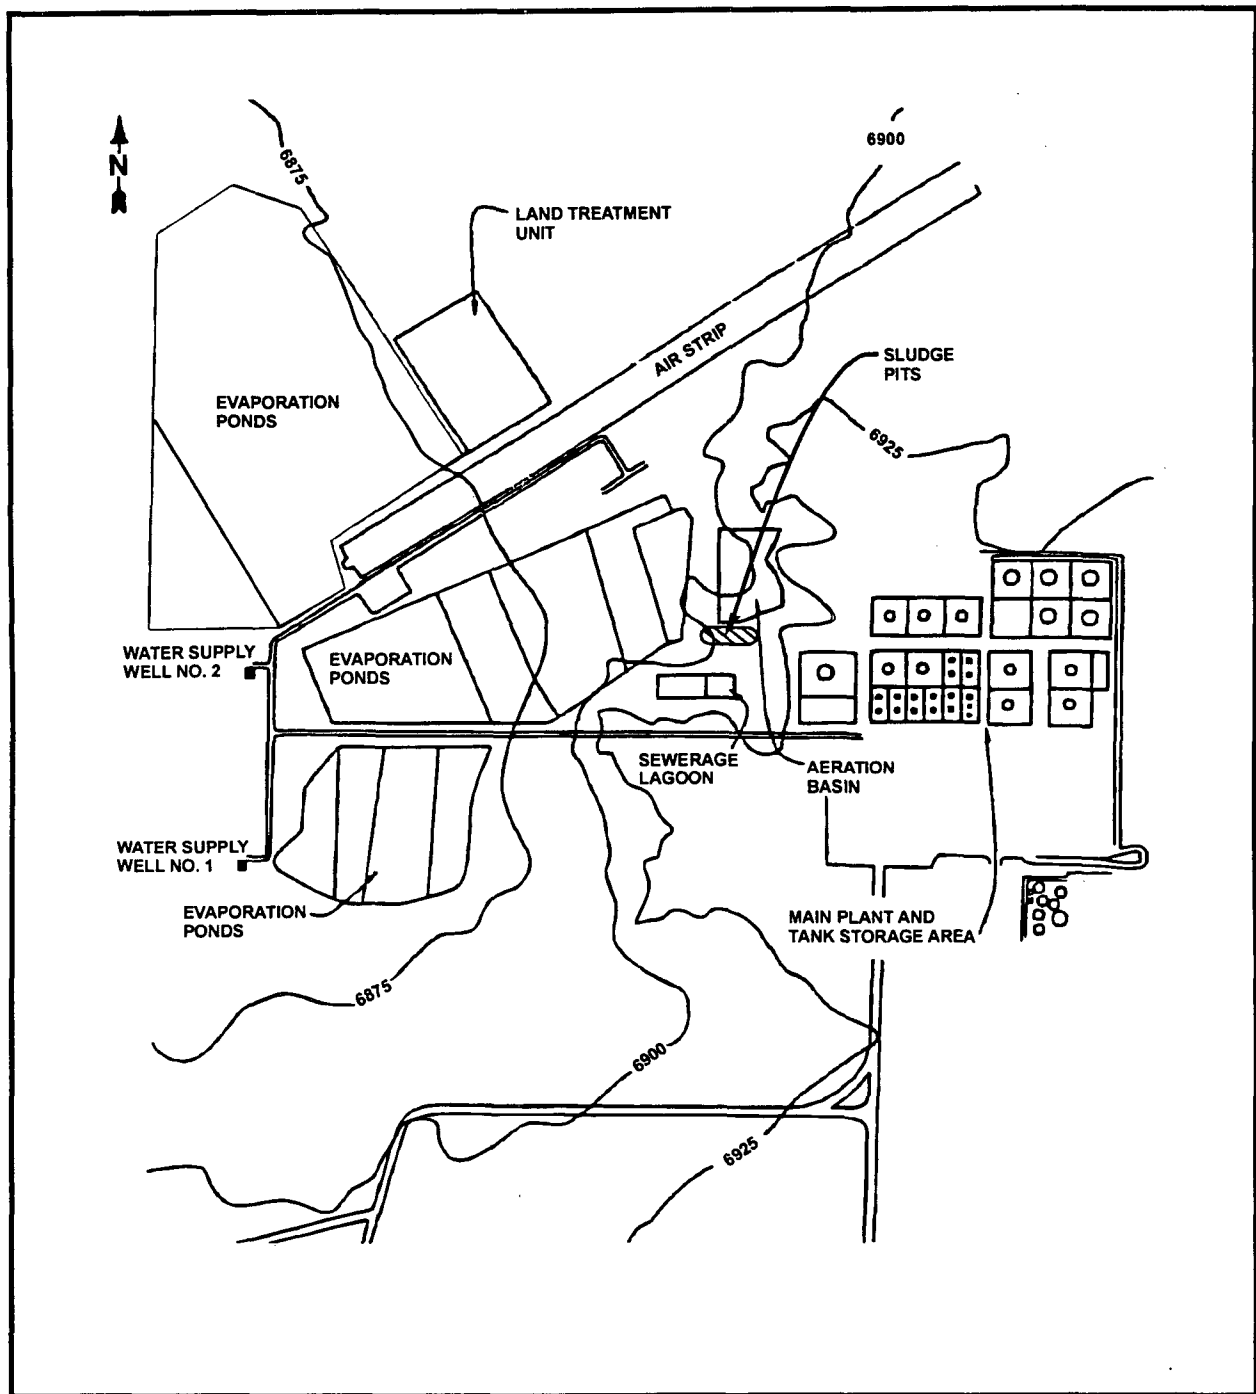 6900
6875
N
LAND TREATMENT
UNIT
AIR STRIP
SLUDGE
PITS
EVAPORATION
PONDS
6925
WATER SUPPLY
WELL NO. 2
EVAPORATION
PONDS
SEWERAGE
LAGOON
AERATION
BASIN
WATER SUPPLY
WELL NO. 1
EVAPORATION
PONDS
MAIN PLANT AND
TANK STORAGE AREA
6875
6900
6925